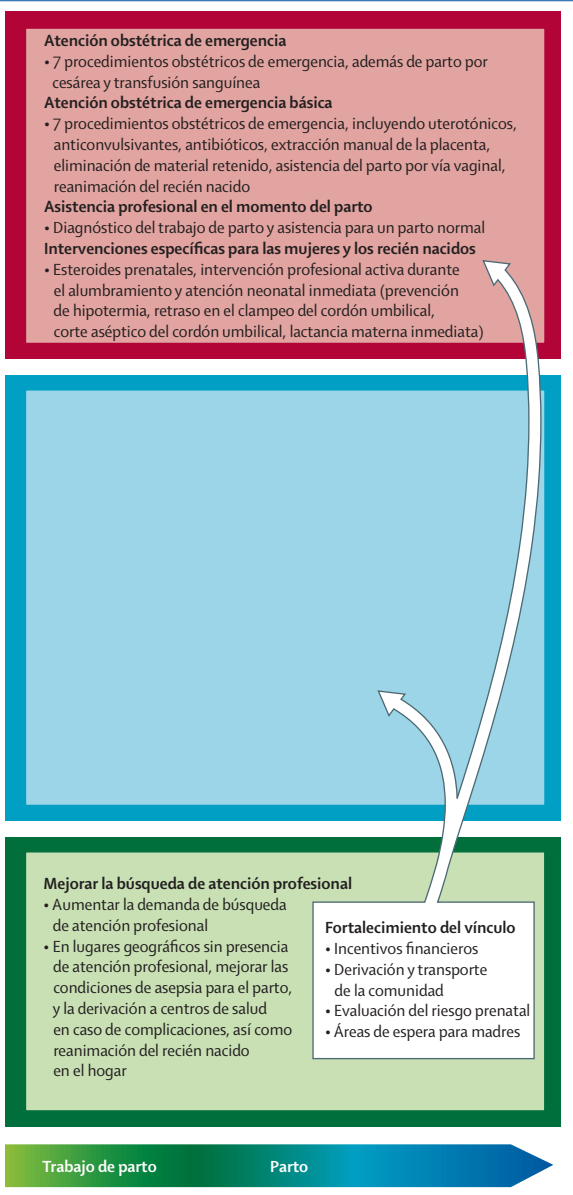 Atención obstétrica de emergencia
• 7 procedimientos obstétricos de emergencia, además de parto por
cesárea y transfusión sanguínea
Atención obstétrica de emergencia básica
• 7 procedimientos obstétricos de emergencia, incluyendo uterotónicos,
anticonvulsivantes, antibióticos, extracción manual de la placenta,
eliminación de material retenido, asistencia del parto por vía vaginal,
reanimación del recién nacido
Asistencia profesional en el momento del parto
• Diagnóstico del trabajo de parto y asistencia para un parto normal
Intervenciones específicas para las mujeres y los recién nacidos
• Esteroides prenatales, intervención profesional activa durante
el alumbramiento y atención neonatal inmediata (prevención
de hipotermia, retraso en el clampeo del cordón umbilical,
corte aséptico del cordón umbilical, lactancia materna inmediata)
Mejorar la búsqueda de atención profesional
• Aumentar la demanda de búsqueda
de atención profesional
• En lugares geográficos sin presencia
de atención profesional, mejorar las
condiciones de asepsia para el parto,
y la derivación a centros de salud
en caso de complicaciones, así como
reanimación del recién nacido
en el hogar
Fortalecimiento del vínculo
• Incentivos financieros
• Derivación y transporte
de la comunidad
• Evaluación del riesgo prenatal
• Áreas de espera para madres
Trabajo de parto
Parto